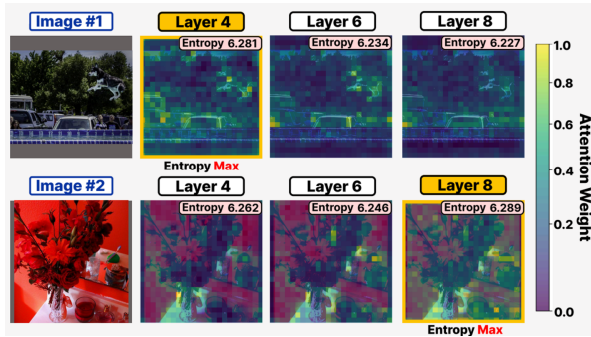 Image #1
Layer 4
Layer 6
Layer 8
Entropy 6.281
Entropy 6.234
Entropy 6.227
Entropy Max
Image #2
Layer 4
Layer 6
Layer 8
Entropy 6.262
Entropy 6.246
Entropy 6.289
Entropy Max
1.0
0.8
0.6
0.4
0.2
0.0
Attention Weight